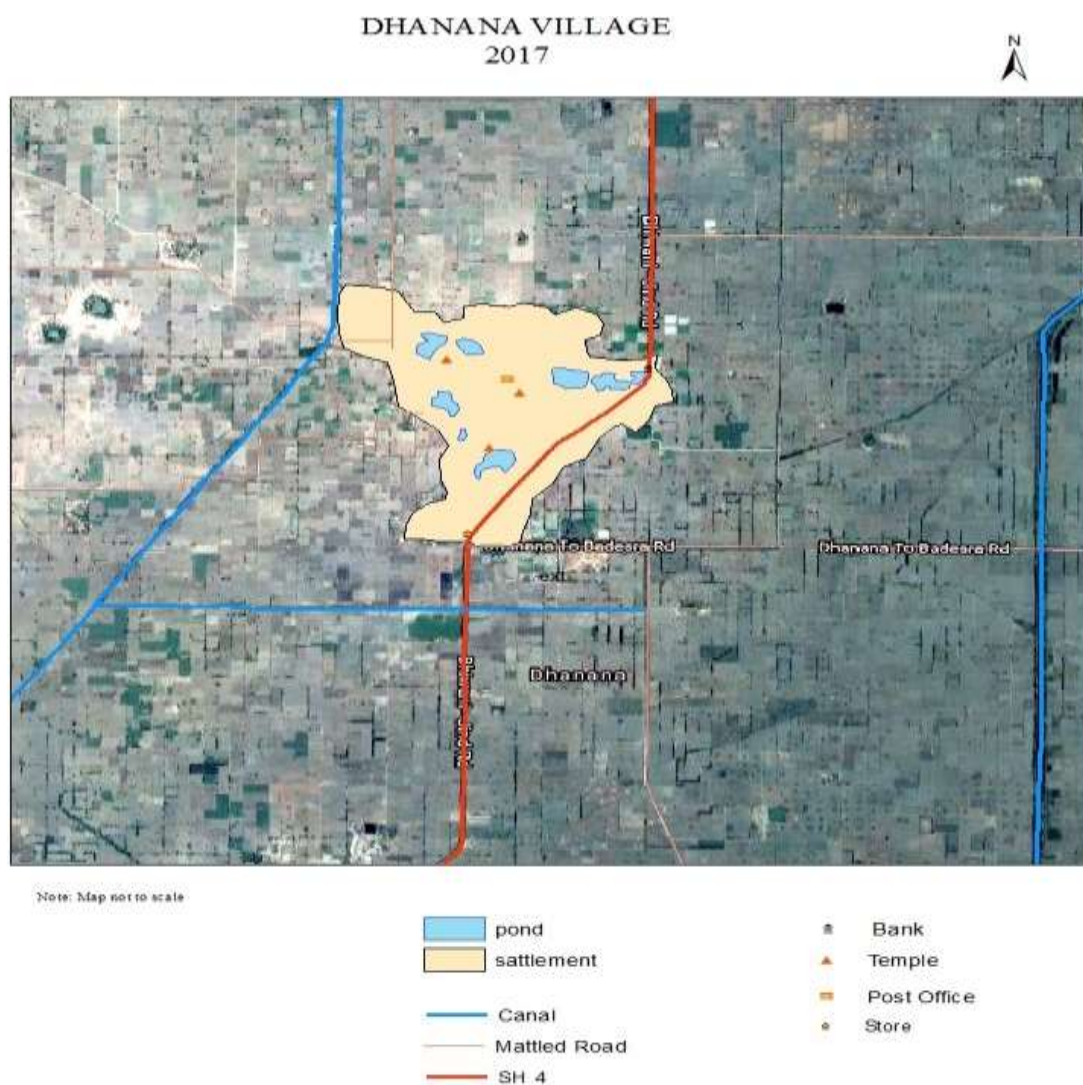 DHANANA VILLAGE
2017
N
Dhanana To Badesra Rd
Dhanana To Badesra Rd
ext.
Dhanana
Note: Map not to scale
pond
sattlement
Canal
Mattled Road
SH 4
Bank
Temple
Post Office
Store